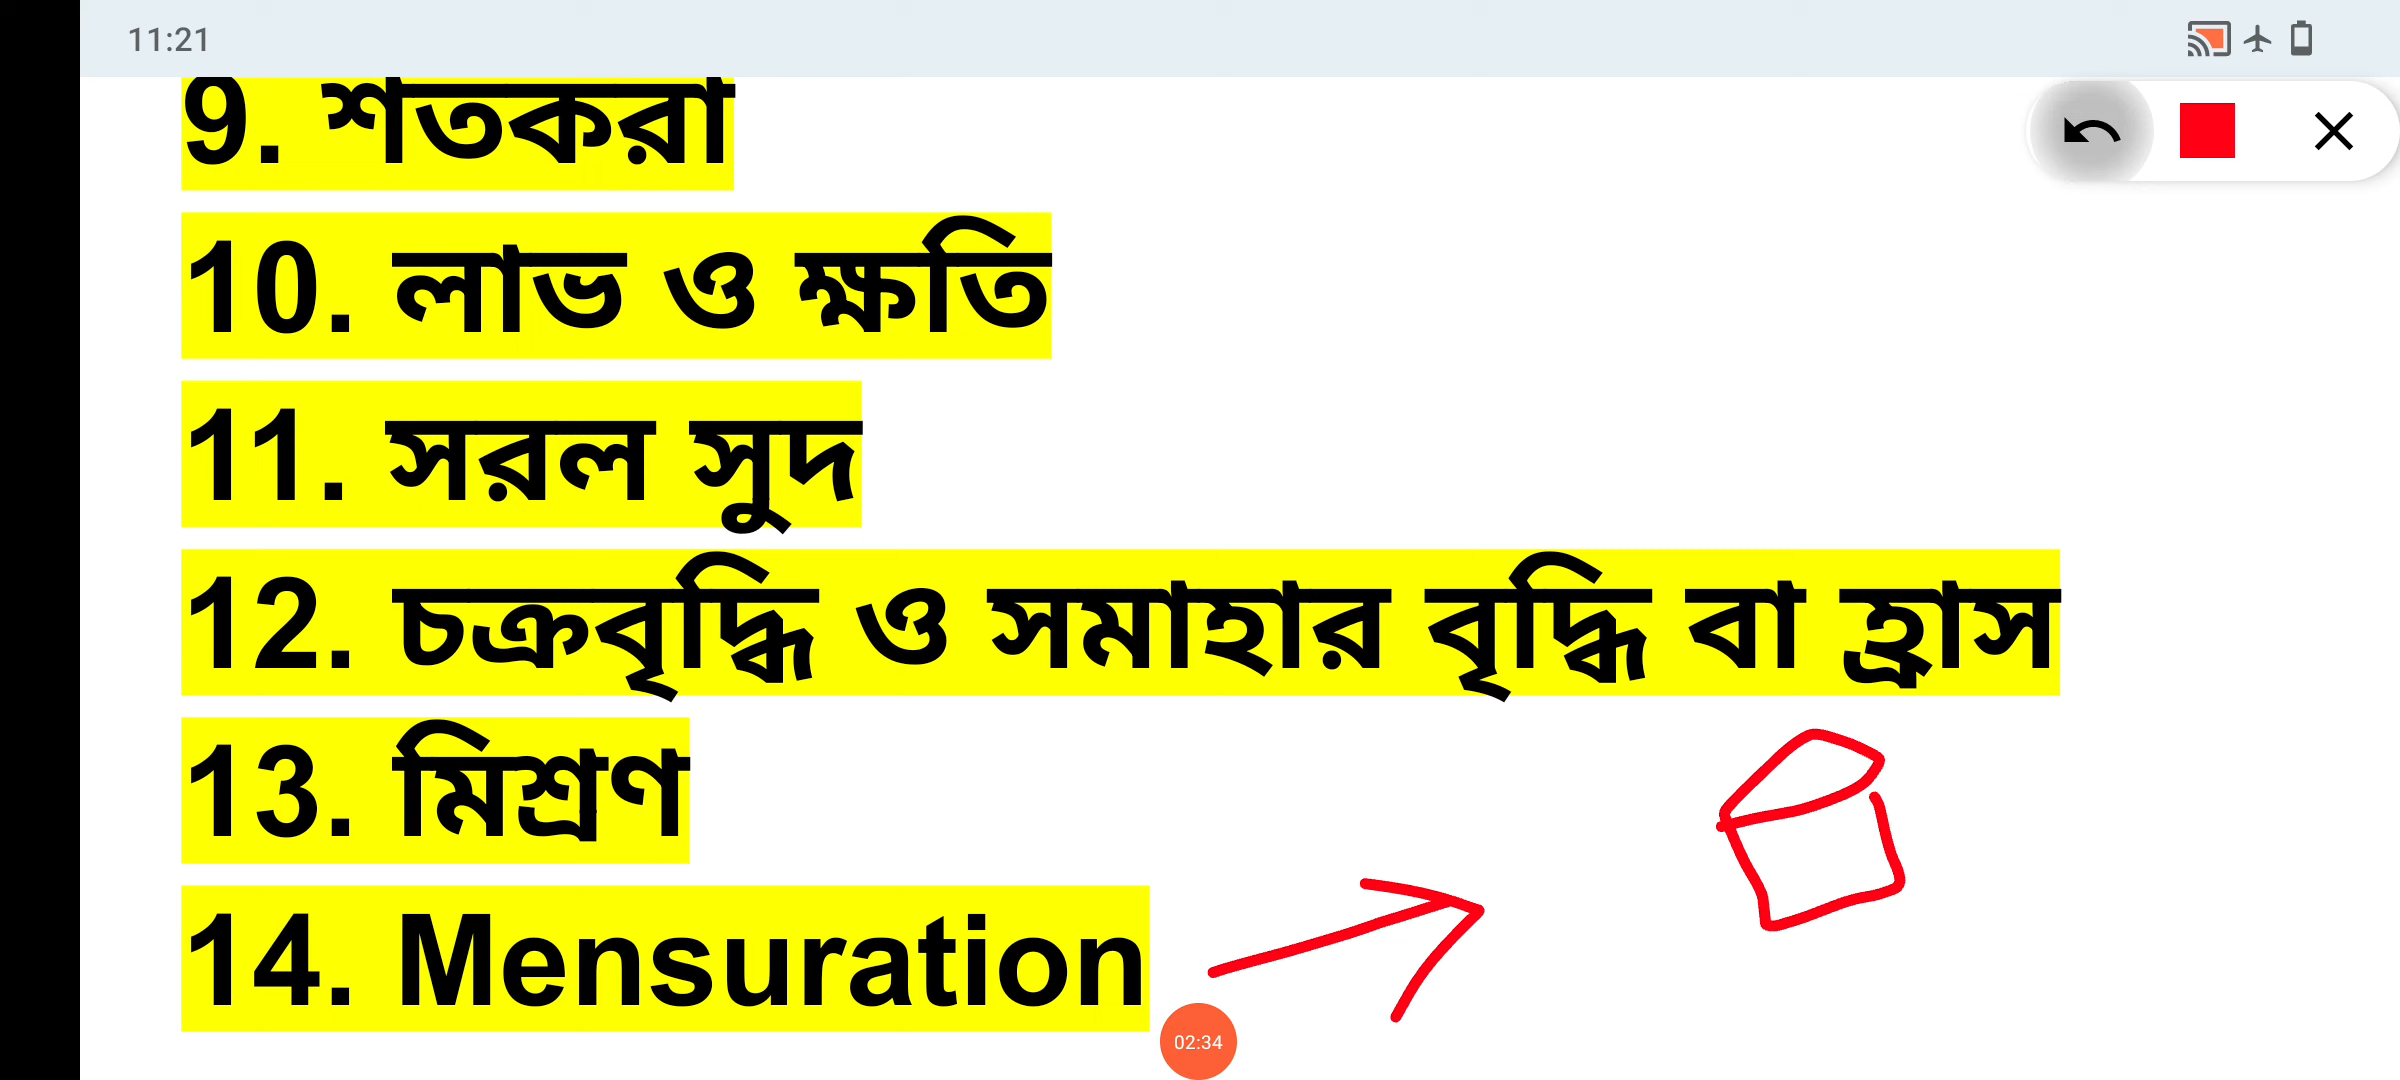 11:21
9. শতকরা
10. লাভ ও ক্ষতি
11. সরল সুদ
12. চক্রবৃদ্ধি ও সমাহার বৃদ্ধি বা হ্রাস
13. মিশ্রণ
14. Mensuration
02:34